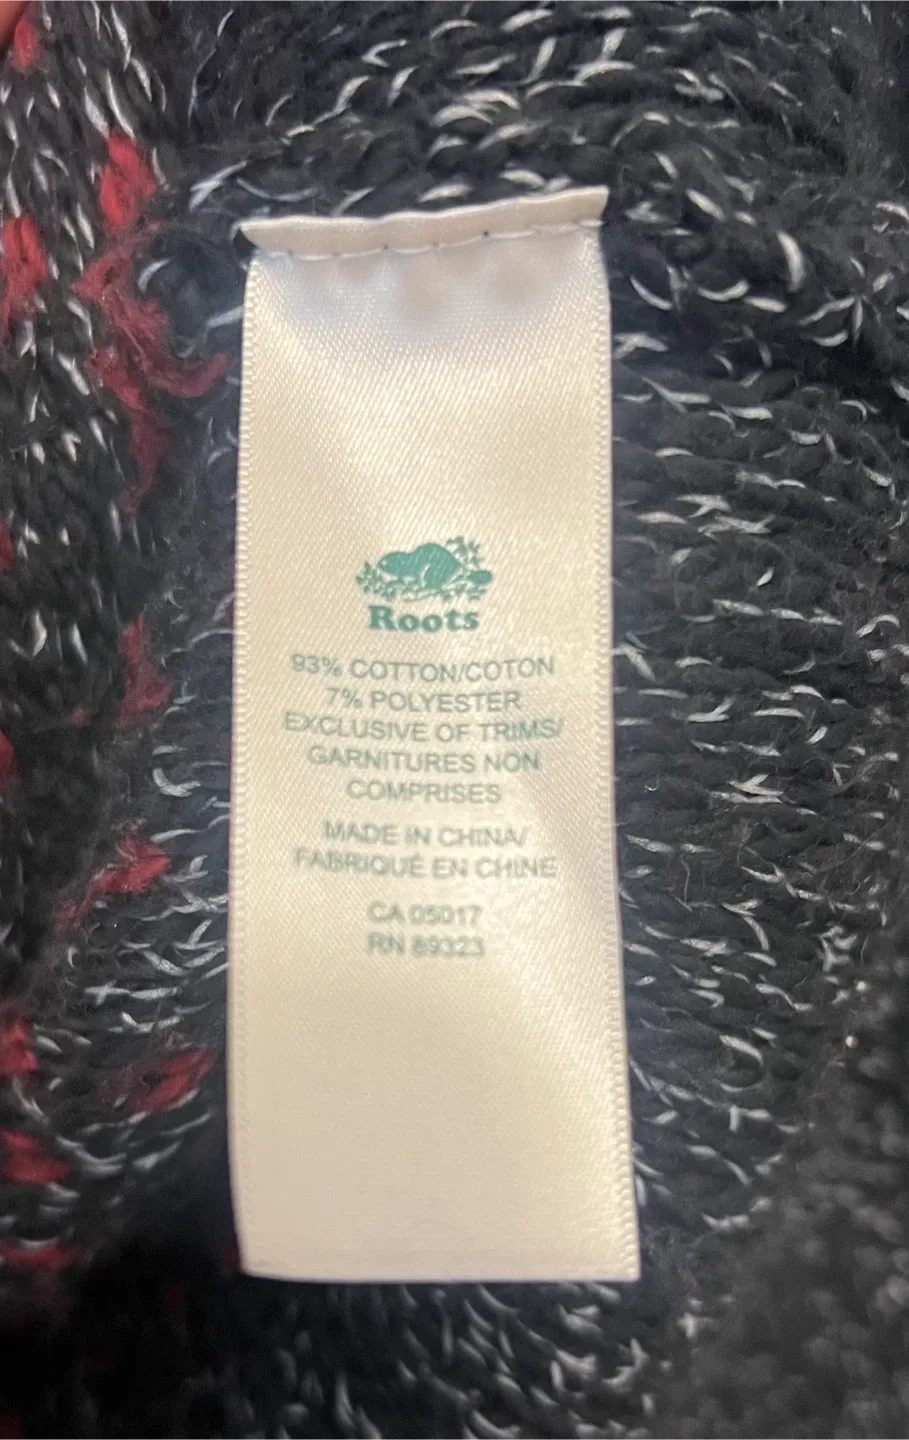 Roots
93% COTTON/COTON
7% POLYESTER
EXCLUSIVE OF TRIMS/
GARNITURES NON
COMPRISES
MADE IN CHINA/
FABRIQUÉ EN CHINE
CA 05017
RN 89323